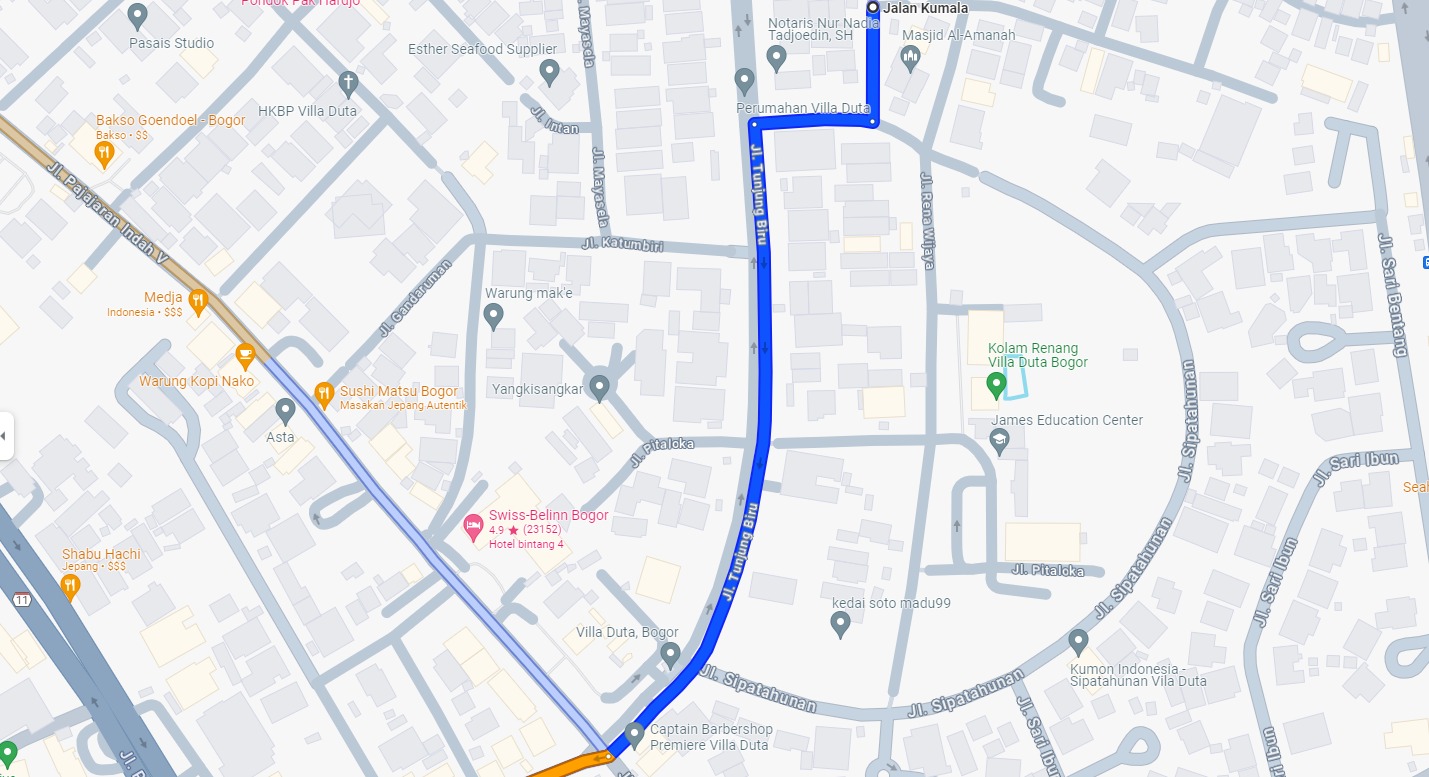 Pondok Pak Hardjo
Jalan Kumala
Pasais Studio
Esther Seafood Supplier
Mayasela
Notaris Nur Nadia
Tadjoedin, SH
Masjid Al-Amanah
HKBP Villa Duta
Jl. Intan
Perumahan Villa Duta
Bakso Goendoel - Bogor
Bakso • $$
Jl. Pajajaran Indah V
Jl. Mayasela
Jl. Tunjung Biru
Jl. Rena Wijaya
Jl. Katumbiri
Jl. Gandaruman
Jl. Sari Bentang
Medja
Indonesia • $$$
Warung mak'e
Warung Kopi Nako
Sushi Matsu Bogor
Masakan Jepang Autentik
Yangkisangkar
Kolam Renang
Villa Duta Bogor
Asta
James Education Center
Jl. Sipatahunan
Jl. Pitaloka
Jl. Sari Ibun
Seah
Swiss-Belinn Bogor
4.9 ★ (23152)
Hotel bintang 4
Jl. Tunjung Biru
Shabu Hachi
Jepang • $$$
11
Jl. Pitaloka
Jl. Sipatahunan
Jl. Sari Ibun
kedai soto madu99
Villa Duta, Bogor
Kumon Indonesia -
Sipatahunan Vila Duta
Jl. Sipatahunan
Jl. Sipatahunan
Jl. Sari Ibun
Captain Barbershop
Premiere Villa Duta